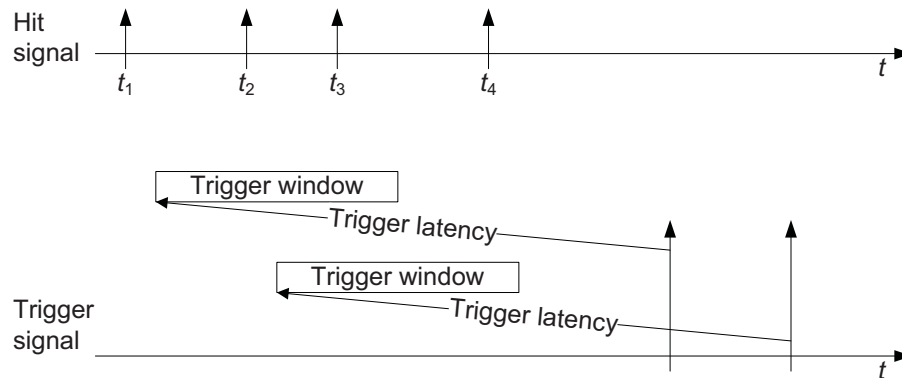 Hit
signal
t1 t2 t3 t4 t
Trigger window
Trigger latency
Trigger window
Trigger latency
Trigger
signal
t